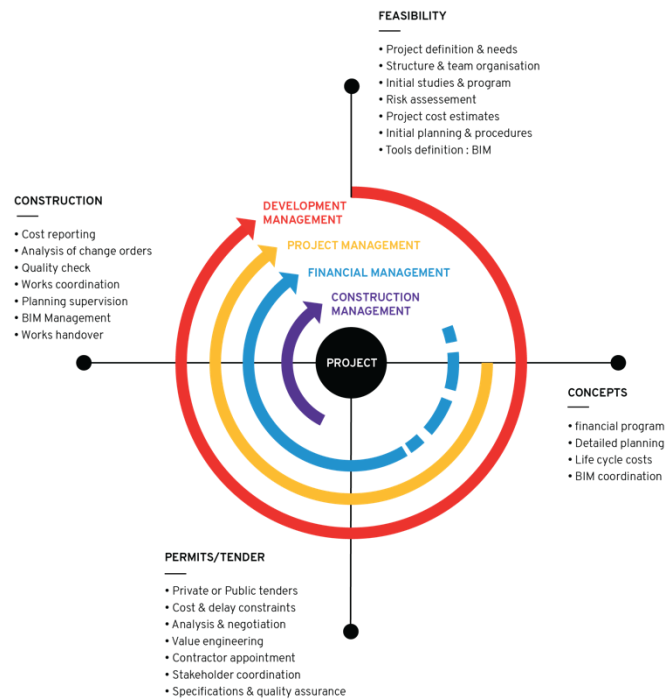 FEASIBILITY
• Project definition & needs
• Structure & team organisation
• Initial studies & program
• Risk assessment
• Project cost estimates
• Initial planning & procedures
• Tools definition : BIM
CONSTRUCTION
• Cost reporting
• Analysis of change orders
• Quality check
• Works coordination
• Planning supervision
• BIM Management
• Works handover
DEVELOPMENT
MANAGEMENT
PROJECT MANAGEMENT
FINANCIAL MANAGEMENT
CONSTRUCTION
MANAGEMENT
PROJECT
CONCEPTS
• financial program
• Detailed planning
• Life cycle costs
• BIM coordination
PERMITS/TENDER
• Private or Public tenders
• Cost & delay constraints
• Analysis & negotiation
• Value engineering
• Contractor appointment
• Stakeholder coordination
• Specifications & quality assurance